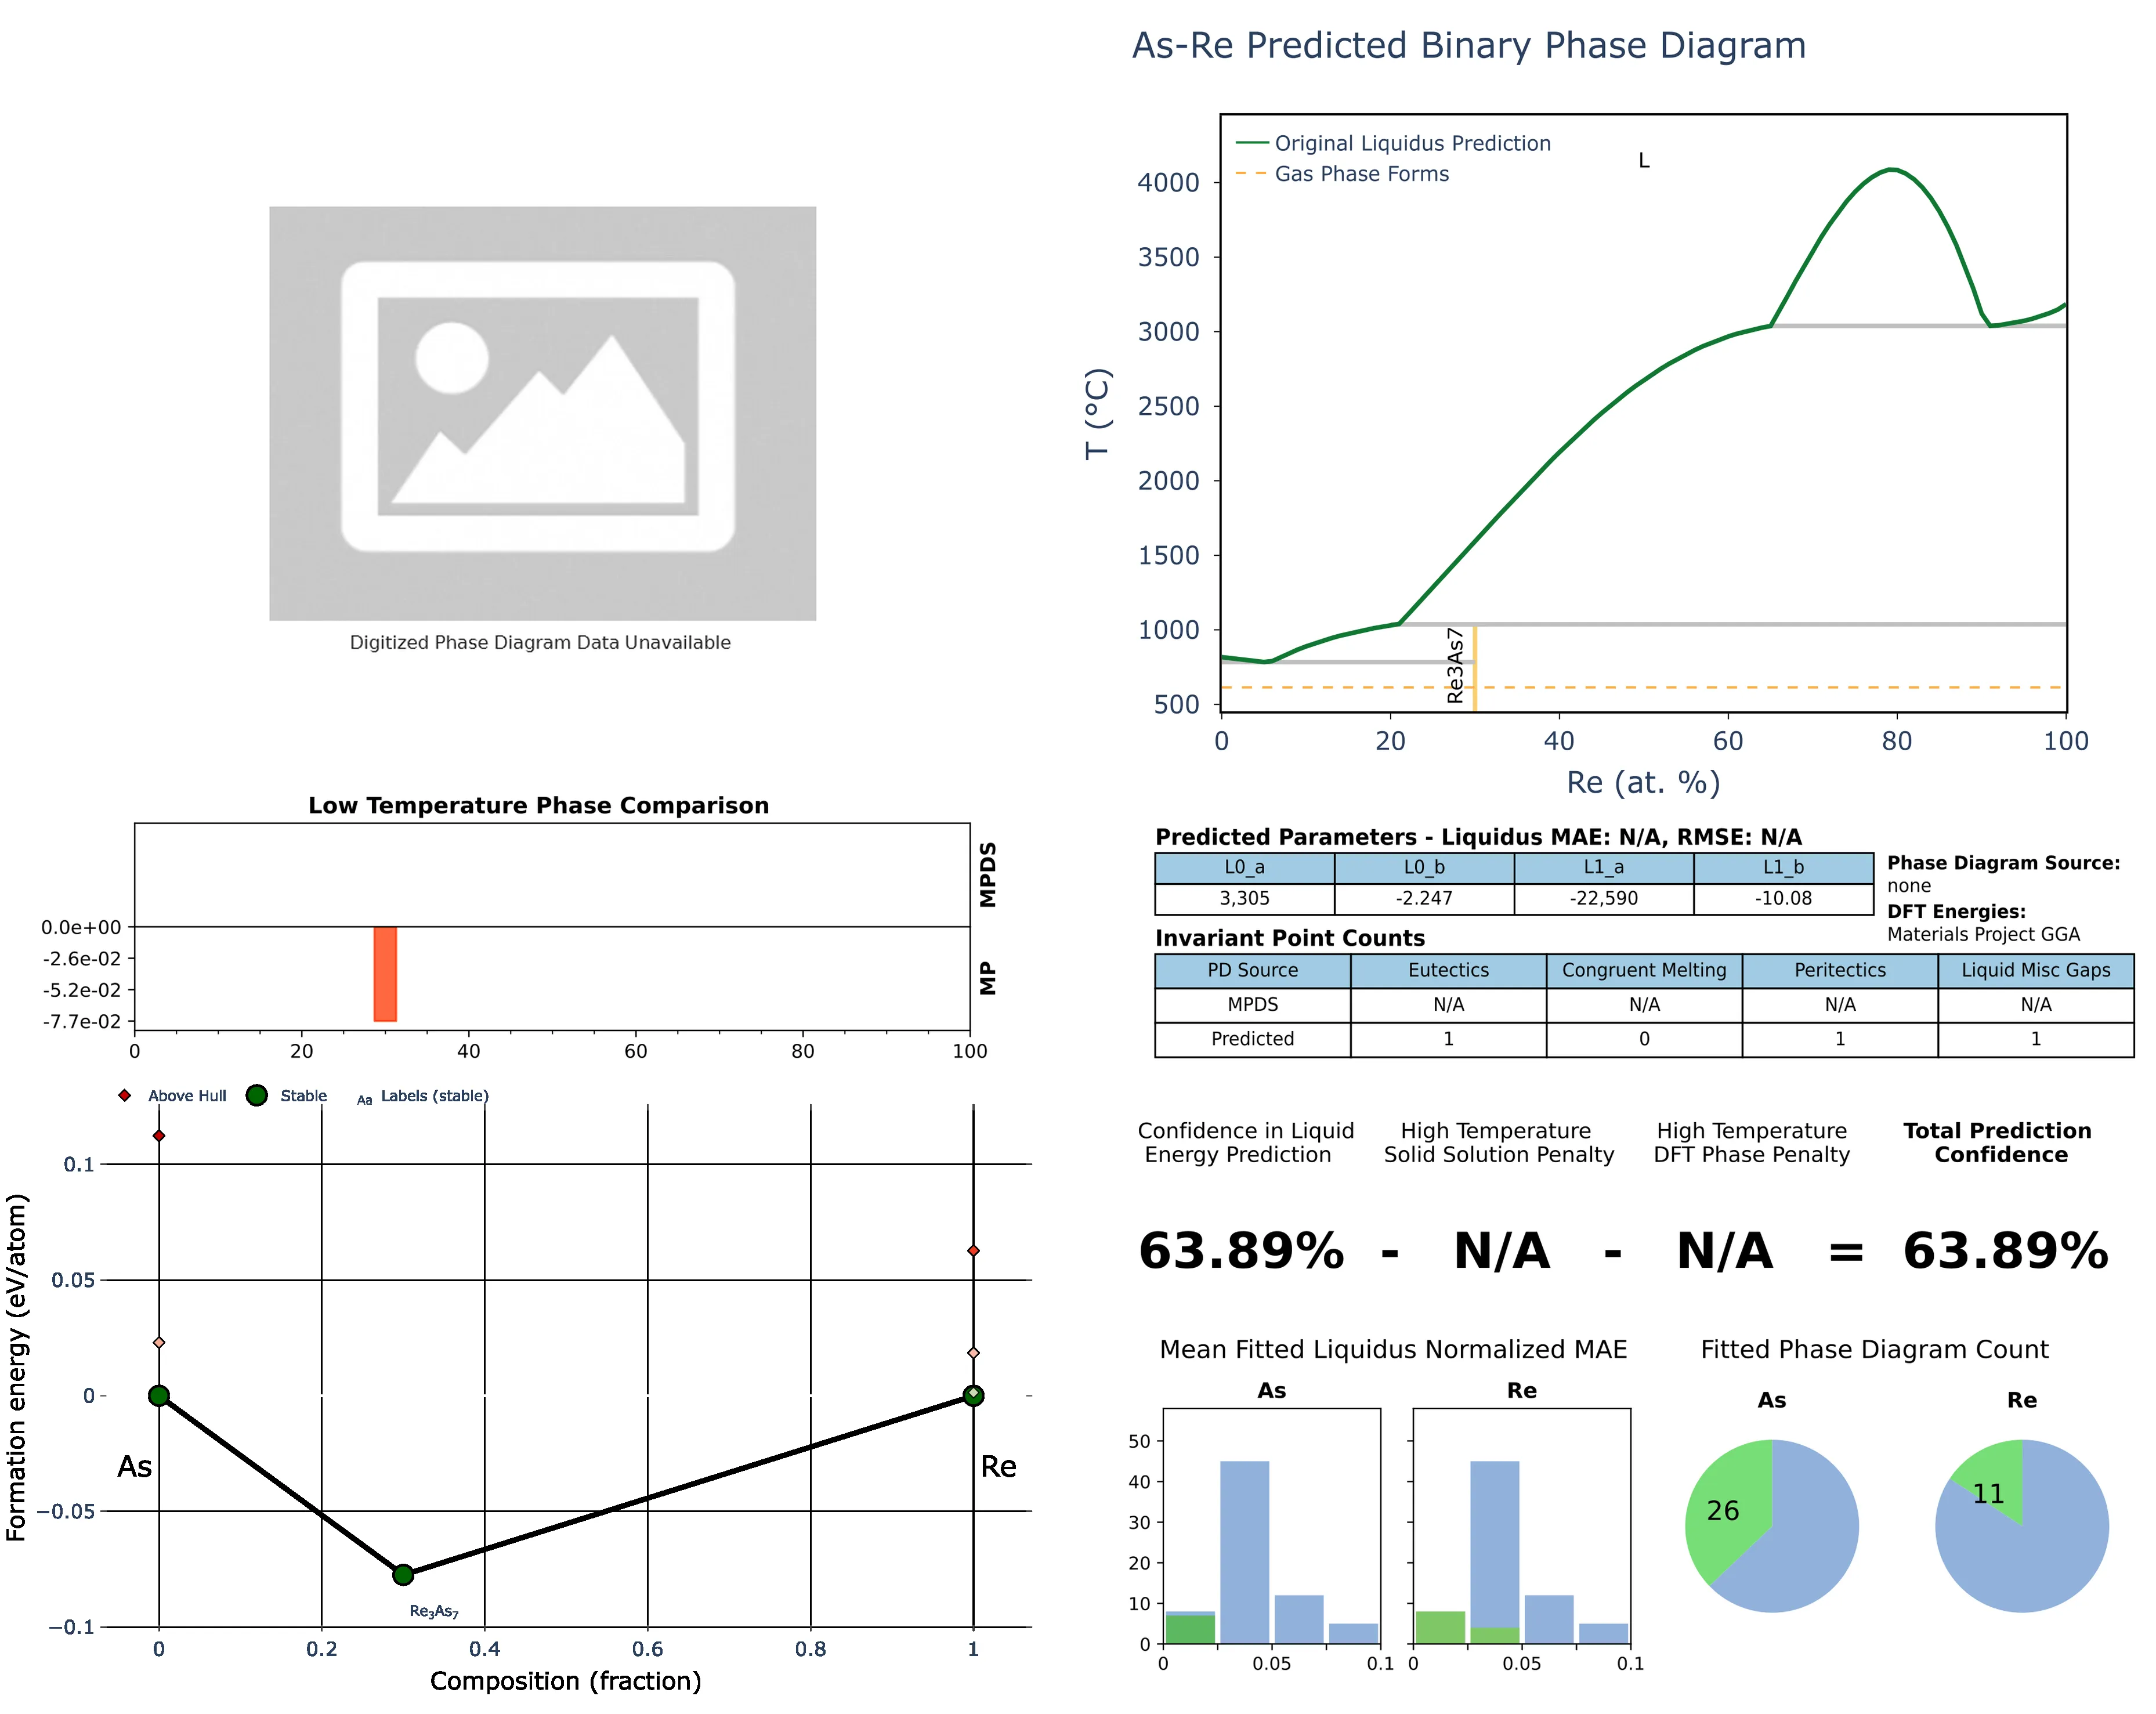 As-Re Predicted Binary Phase Diagram
Original Liquidus Prediction
Gas Phase Forms
L
4000
3500
3000
2500
2000
1500
1000
500
T (°C)
Re3As7
0 20 40 60 80 100
Re (at. %)
Digitized Phase Diagram Data Unavailable
Low Temperature Phase Comparison
MPDS
MP
0.0e+00
-2.6e-02
-5.2e-02
-7.7e-02
0 20 40 60 80 100
Above Hull Stable Aa Labels (stable)
0.1
0.05
0
−0.05
−0.1
Formation energy (eV/atom)
As
Re
Re₃As₇
0 0.2 0.4 0.6 0.8 1
Composition (fraction)
Predicted Parameters - Liquidus MAE: N/A, RMSE: N/A
L0_a L0_b L1_a L1_b
3,305 -2.247 -22,590 -10.08
Phase Diagram Source:
none
DFT Energies:
Materials Project GGA
Invariant Point Counts
PD Source Eutectics Congruent Melting Peritectics Liquid Misc Gaps
MPDS N/A N/A N/A N/A
Predicted 1 0 1 1
Confidence in Liquid
Energy Prediction
High Temperature
Solid Solution Penalty
High Temperature
DFT Phase Penalty
Total Prediction
Confidence
63.89% - N/A - N/A = 63.89%
Mean Fitted Liquidus Normalized MAE
As
Re
50
40
30
20
10
0
0 0.05 0.1
0 0.05 0.1
Fitted Phase Diagram Count
As
Re
26
11